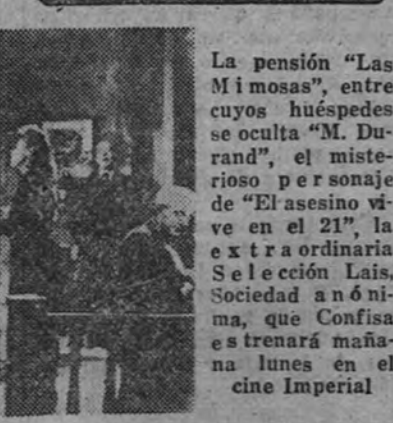 La pensión “Las
Mimosas”, entre
cuyos huéspedes
se oculta “M. Du-
rand”, el miste-
rioso personaje
de “El asesino vi-
ve en el 21”, la
extraordinaria
Selección Lais,
Sociedad anóni-
ma, que Confisa
estrenará maña-
na lunes en el
cine Imperial